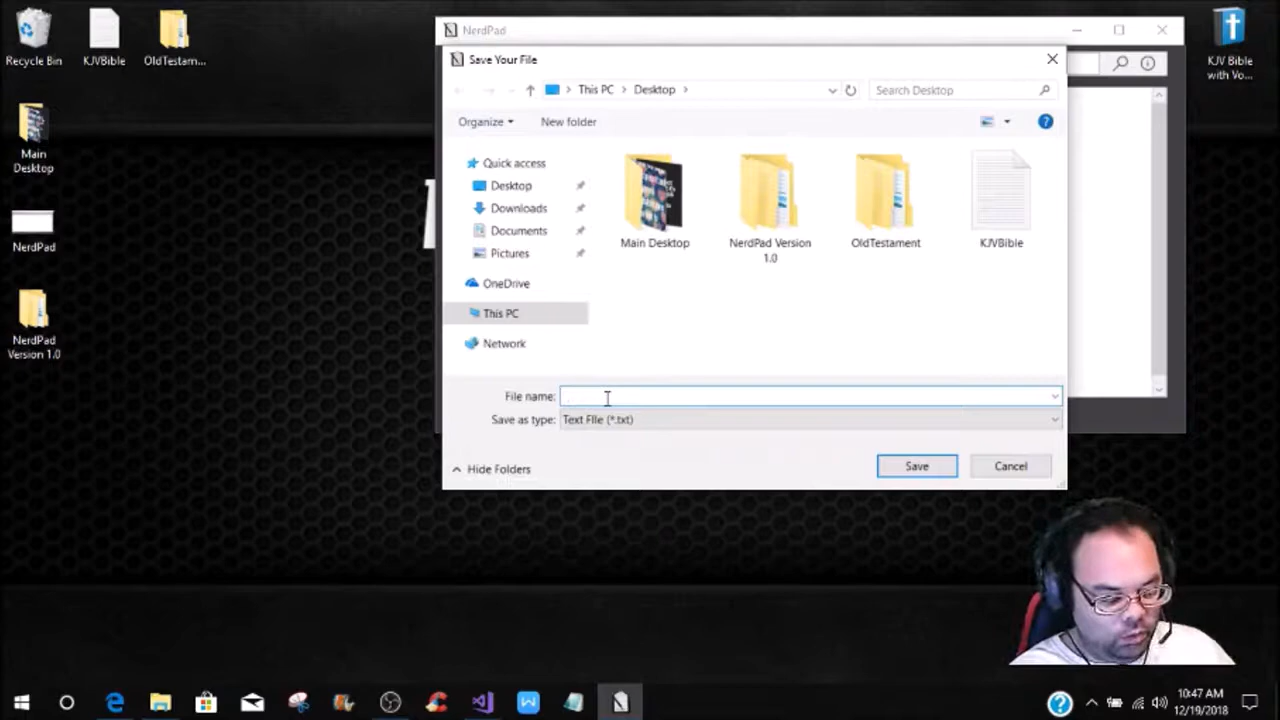 Recycle Bin
KJVBible
OldTestam...
Main
Desktop
NerdPad
NerdPad
Version 1.0
KJV Bible
with Vo...
NerdPad
Save Your File
This PC
Desktop
Search Desktop
Organize
New folder
Quick access
Desktop
Downloads
Documents
Pictures
OneDrive
This PC
Network
Main Desktop
NerdPad Version
1.0
OldTestament
KJVBible
File name:
Save as type:
Text FIle (*.txt)
Hide Folders
Save
Cancel
10:47 AM
12/19/2018